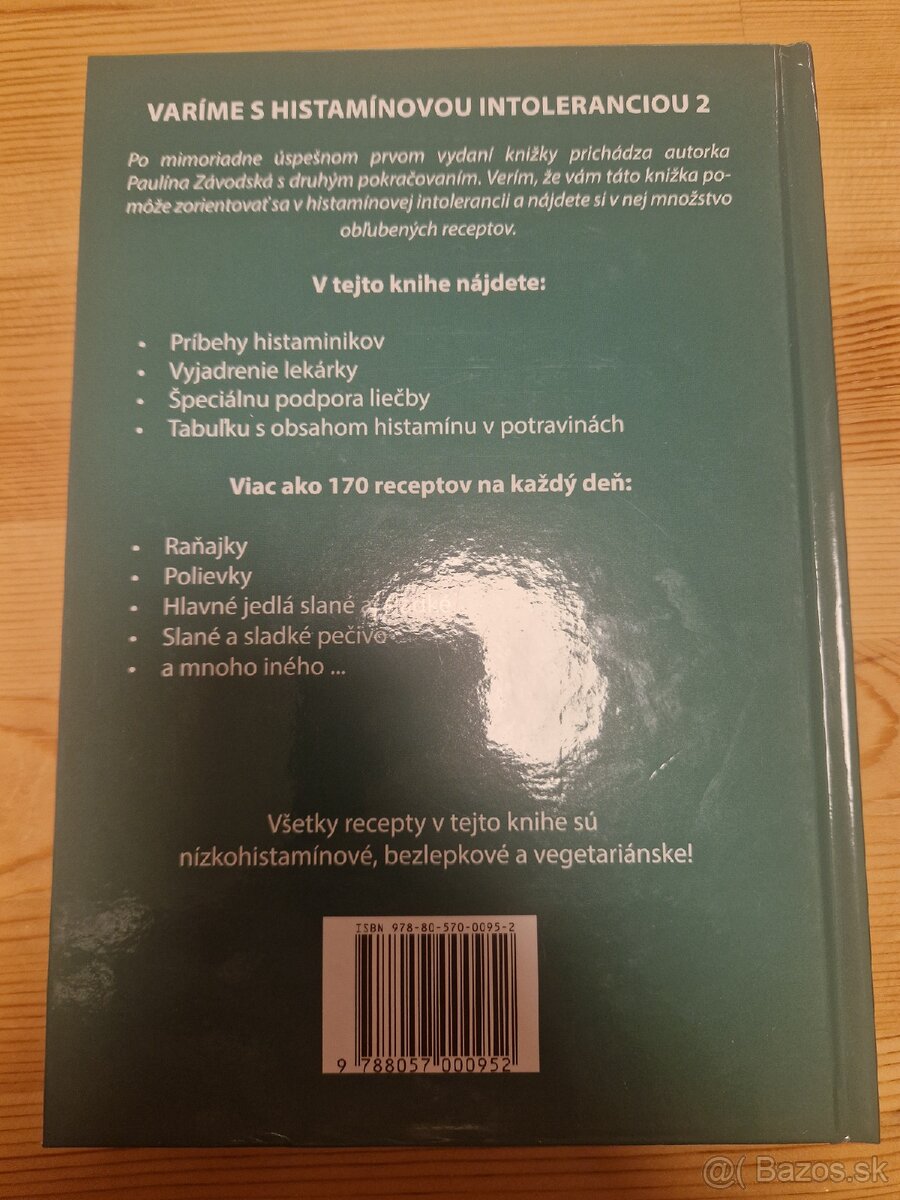 VARÍME S HISTAMÍNOVOU INTOLERANCIOU 2
Po mimoriadne úspešnom prvom vydaní knižky prichádza autorka
Paulína Závodská s druhým pokračovaním. Verím, že vám táto knižka po-
môže zorientovať sa v histamínovej intolerancii a nájdete si v nej množstvo
obľubených receptov.
V tejto knihe nájdete:
• Príbehy histaminikov
• Vyjadrenie lekárky
• Špeciálnu podpora liečby
• Tabuľku s obsahom histamínu v potravinách
Viac ako 170 receptov na každý deň:
• Raňajky
• Polievky
• Hlavné jedlá slané a sladké
• Slané a sladké pečivo
• a mnoho iného ...
Všetky recepty v tejto knihe sú
nízkohistamínové, bezlepkové a vegetariánske!
ISBN 978-80-570-0095-2
9 788057 000952
@( Bazos.sk